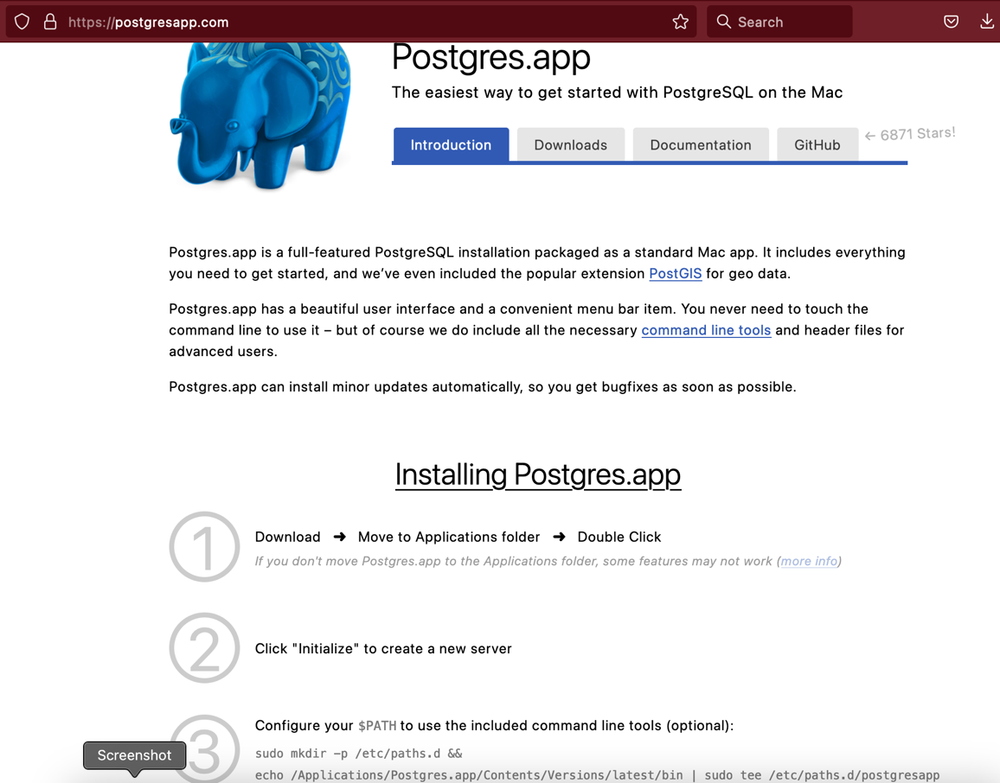 https://postgresapp.com
Search
Postgres.app
The easiest way to get started with PostgreSQL on the Mac
Introduction
Downloads
Documentation
GitHub
← 6871 Stars!
Postgres.app is a full-featured PostgreSQL installation packaged as a standard Mac app. It includes everything
you need to get started, and we’ve even included the popular extension PostGIS for geo data.
Postgres.app has a beautiful user interface and a convenient menu bar item. You never need to touch the
command line to use it – but of course we do include all the necessary command line tools and header files for
advanced users.
Postgres.app can install minor updates automatically, so you get bugfixes as soon as possible.
Installing Postgres.app
1
Download ➜ Move to Applications folder ➜ Double Click
If you don't move Postgres.app to the Applications folder, some features may not work (more info)
2
Click "Initialize" to create a new server
3
Configure your $PATH to use the included command line tools (optional):
sudo mkdir -p /etc/paths.d &&
echo /Applications/Postgres.app/Contents/Versions/latest/bin | sudo tee /etc/paths.d/postgresapp
Screenshot